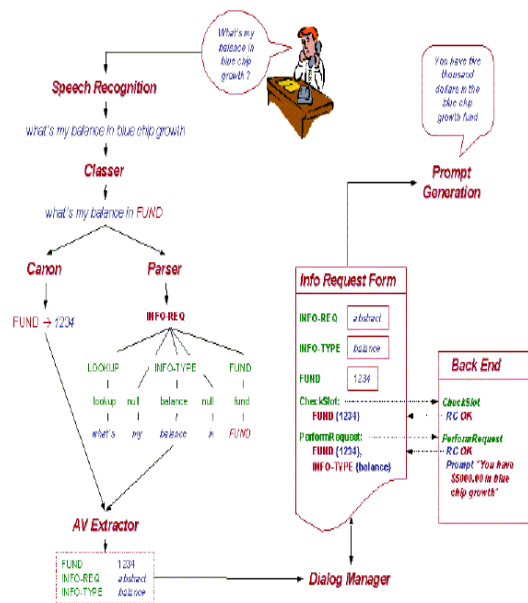 What's my
balance in
blue chip
growth ?
You have five
thousand
dollars in the
blue chip
growth fund
Speech Recognition
what's my balance in blue chip growth
Classer
what's my balance in FUND
Prompt
Generation
Canon
Parser
FUND → 1234
INFO-REQ
LOOKUP INFO-TYPE FUND
lookup null balance null fund
what's my balance in FUND
AV Extractor
FUND 1234
INFO-REQ abstract
INFO-TYPE balance
Info Request Form
INFO-REQ abstract
INFO-TYPE balance
FUND 1234
CheckSlot:
FUND (1234)
PerformRequest:
FUND (1234),
INFO-TYPE (balance)
Back End
CheckSlot
RC OK
PerformRequest
RC OK
Prompt "You have
$5000.00 in blue
chip growth"
Dialog Manager